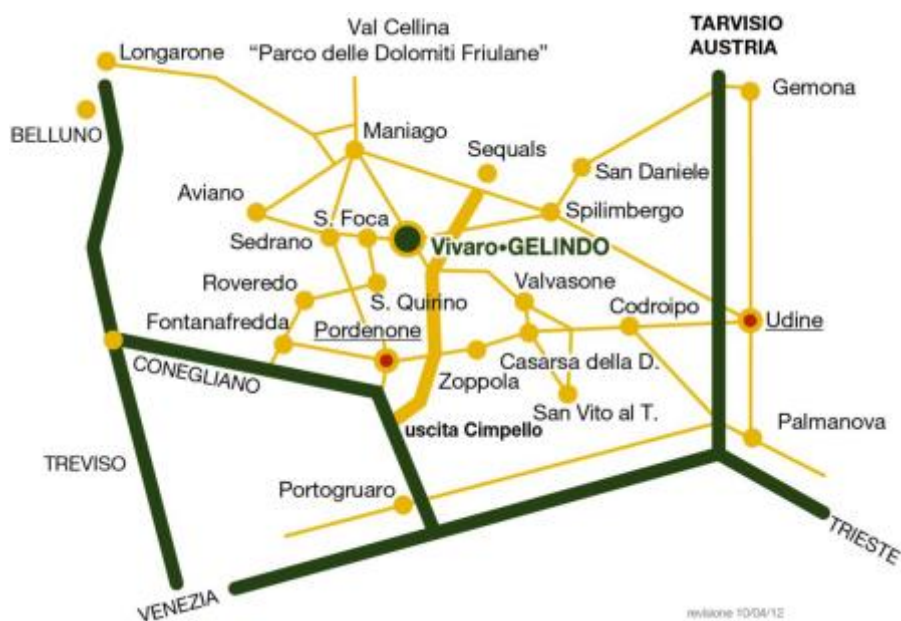 Val Cellina
"Parco delle Dolomiti Friulane"
TARVISIO
AUSTRIA
Longarone
Gemona
BELLUNO
Maniago
Sequals
San Daniele
Aviano
S. Foca
Spilimbergo
Sedrano
Vivaro•GELINDO
Roveredo
S. Quirino
Valvasone
Codroipo
Fontanafredda
Pordenone
Udine
CONEGLIANO
Zoppola
Casarsa della D.
San Vito al T.
uscita Cimpello
Palmanova
TREVISO
Portogruaro
TRIESTE
VENEZIA
revisione 10/04/12